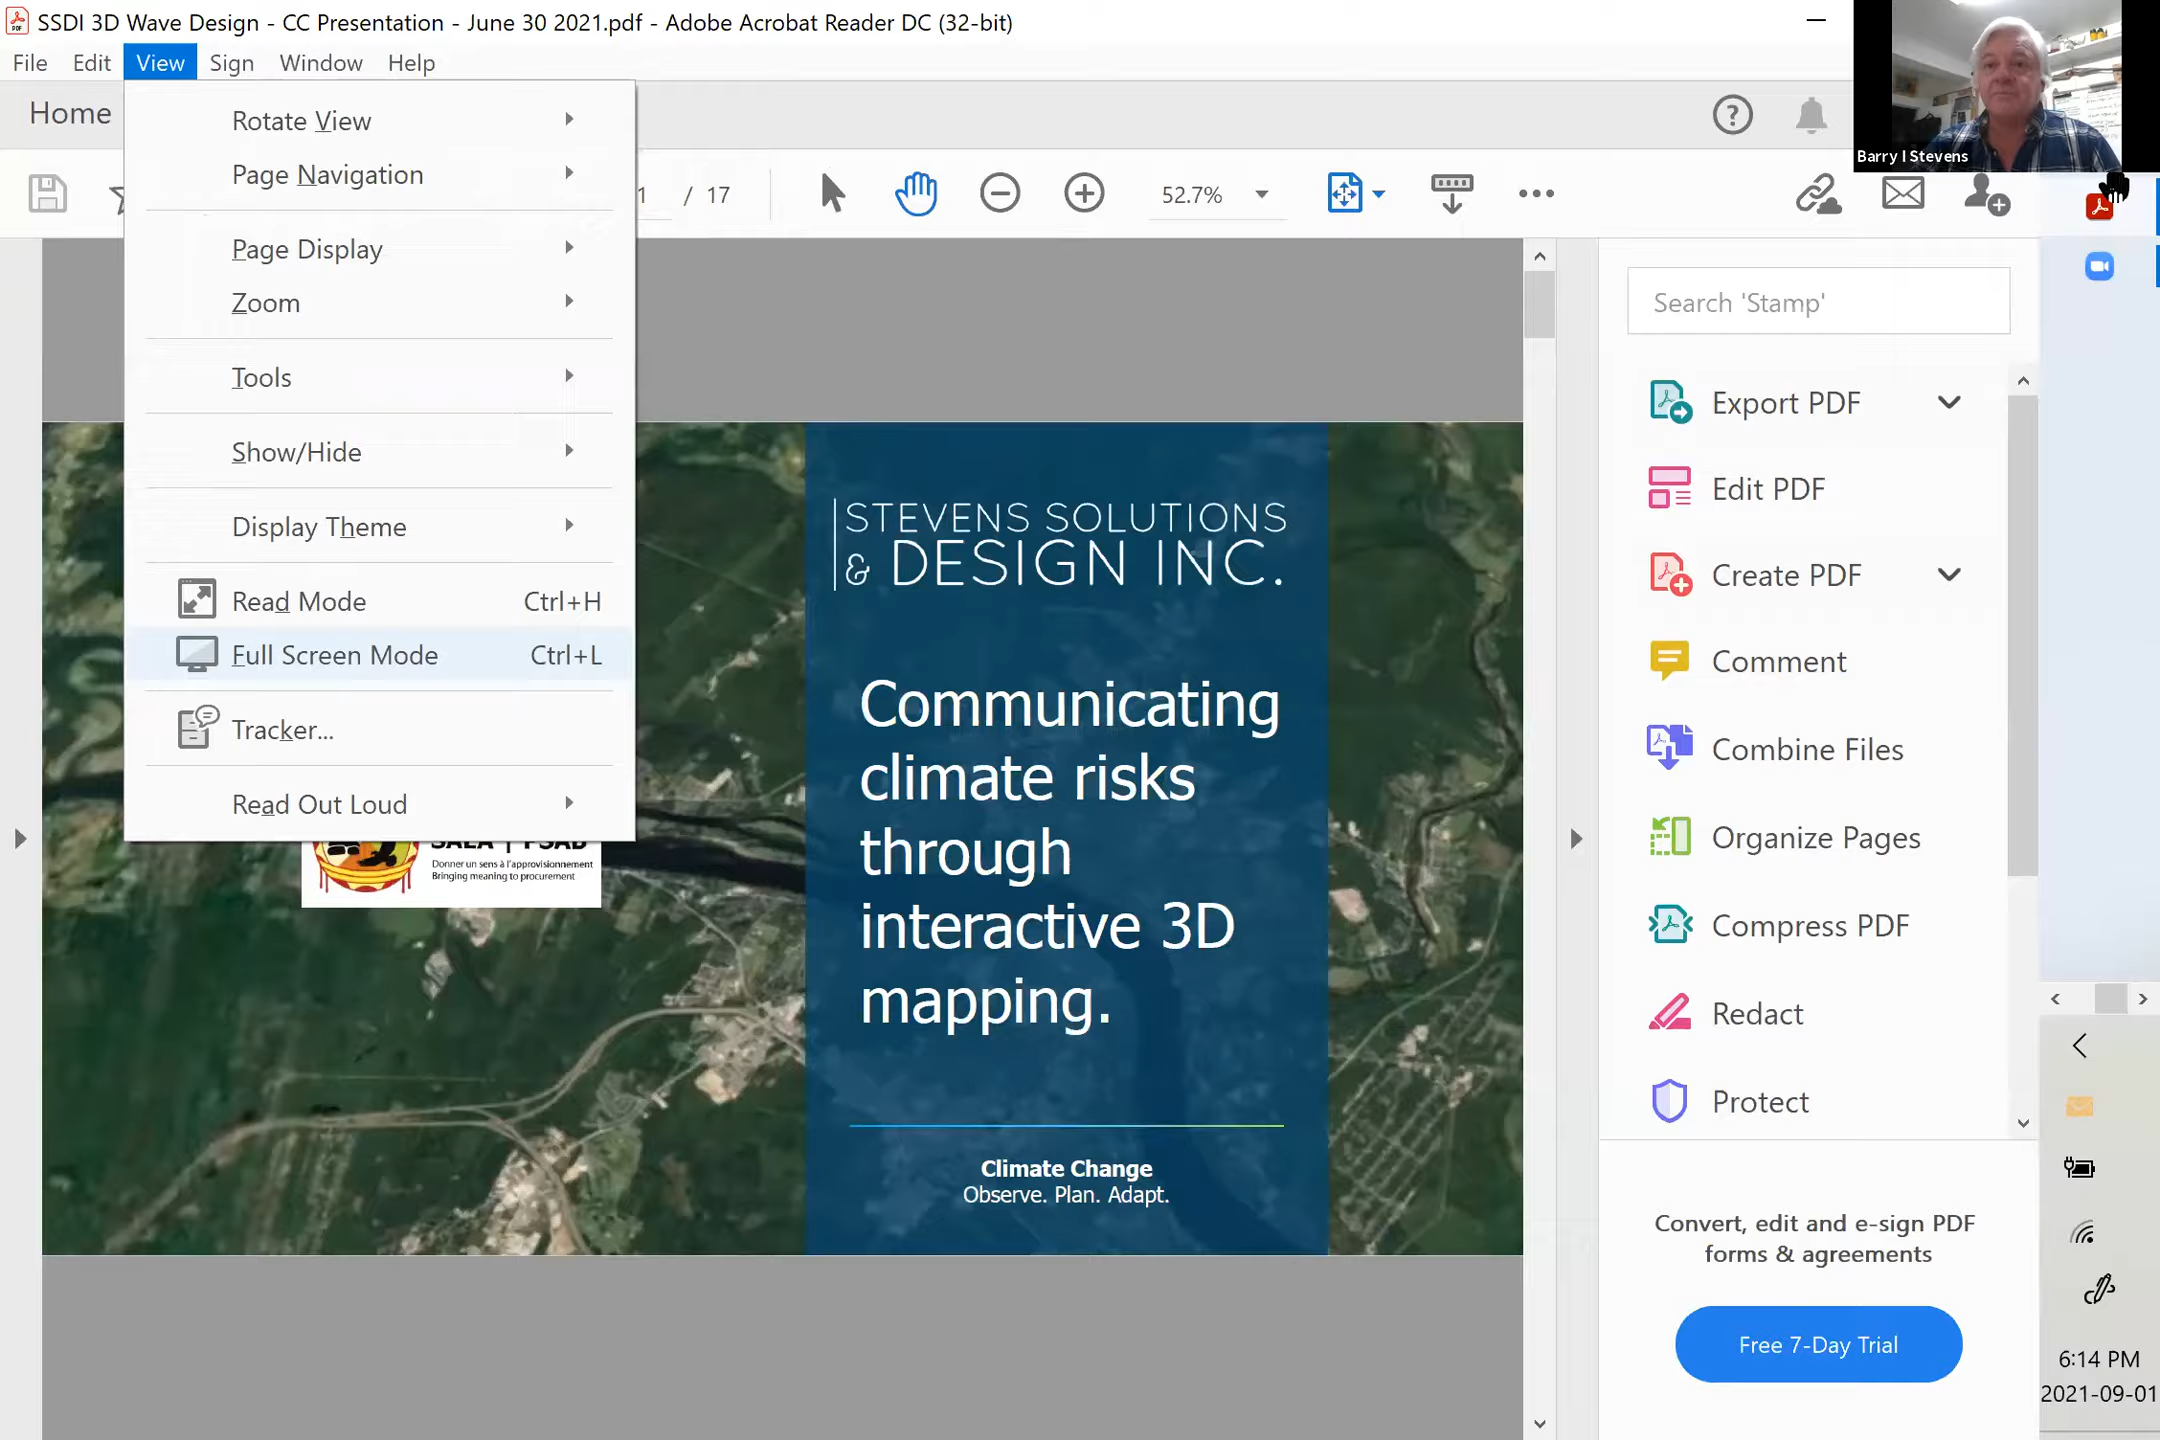 SSDI 3D Wave Design - CC Presentation - June 30 2021.pdf - Adobe Acrobat Reader DC (32-bit)
File Edit View Sign Window Help
Home
Barry I Stevens
1 / 17
52.7%
Rotate View
Page Navigation
Page Display
Zoom
Tools
Show/Hide
Display Theme
Read Mode Ctrl+H
Full Screen Mode Ctrl+L
Tracker...
Read Out Loud
SAEA | PSAB
Donner un sens à l'approvisionnement
Bringing meaning to procurement
STEVENS SOLUTIONS
& DESIGN INC.
Communicating
climate risks
through
interactive 3D
mapping.
Climate Change
Observe. Plan. Adapt.
Search 'Stamp'
Export PDF
Edit PDF
Create PDF
Comment
Combine Files
Organize Pages
Compress PDF
Redact
Protect
Convert, edit and e-sign PDF
forms & agreements
Free 7-Day Trial
6:14 PM
2021-09-01